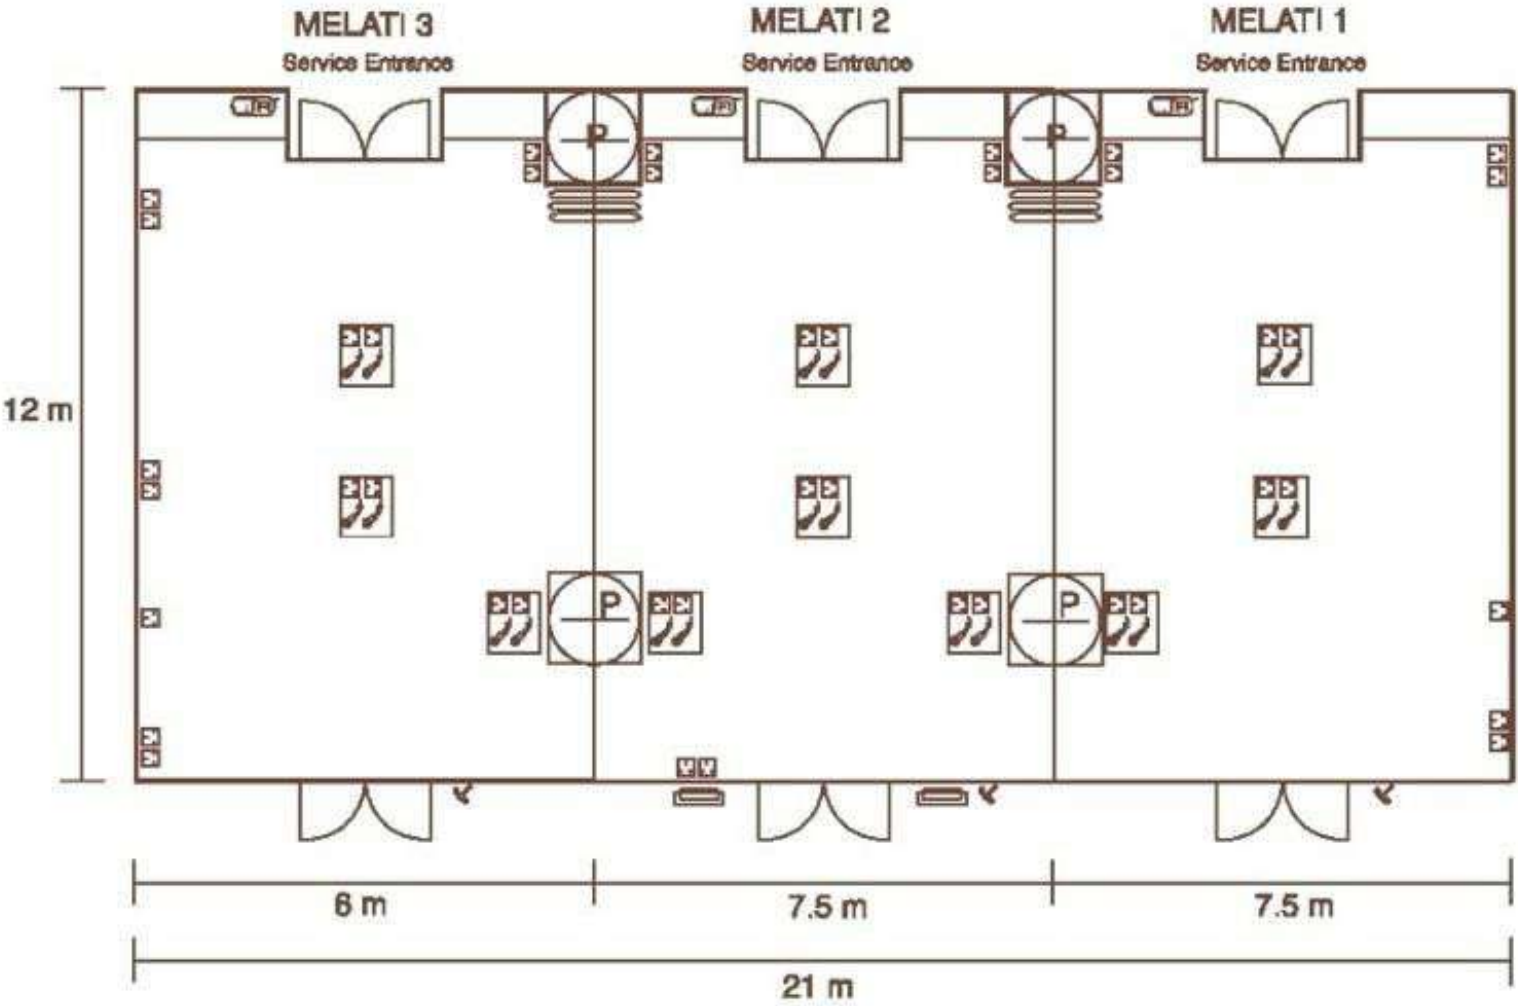 MELATI 3
MELATI 2
MELATI 1
Service Entrance
Service Entrance
Service Entrance
P
P
12 m
P
P
6 m
7.5 m
7.5 m
21 m